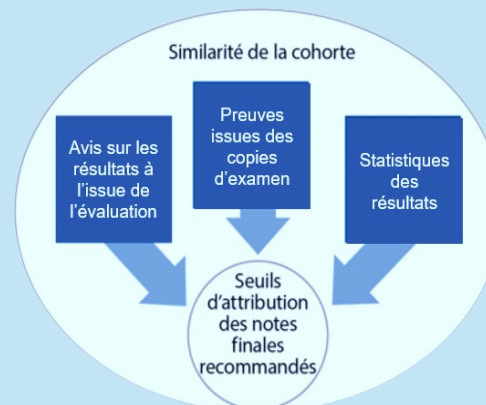 Similarité de la cohorte
Avis sur les
résultats à
l'issue de
l'évaluation
Preuves
issues des
copies
d'examen
Statistiques
des
résultats
Seuils
d'attribution
des notes
finales
recommandés